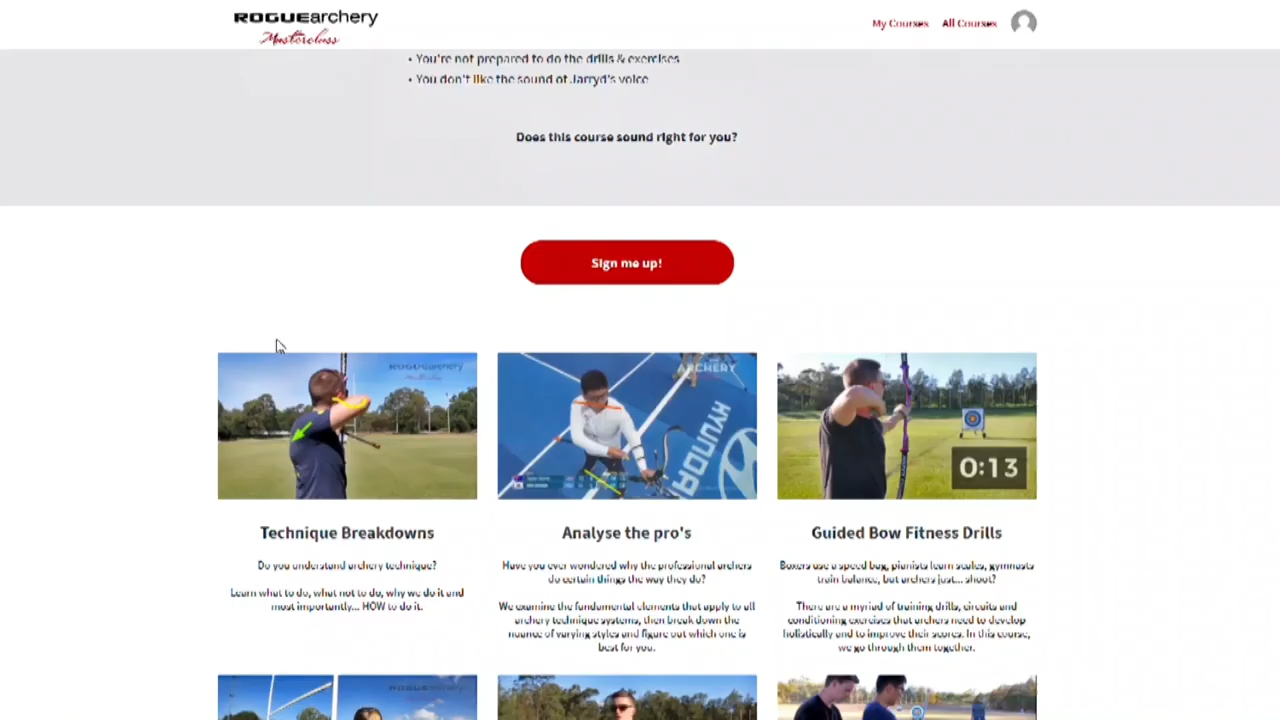 ROGUEarchery
Masterclass
My Courses
All Courses
• You're not prepared to do the drills & exercises
• You don't like the sound of Jarryd's voice
Does this course sound right for you?
Sign me up!
ROGUEarchery
ARCHERY
HYUNDAI
0:13
Technique Breakdowns
Do you understand archery technique?
Learn what to do, what not to do, why we do it and
most importantly... HOW to do it.
Analyse the pro's
Have you ever wondered why the professional archers
do certain things the way they do?
We examine the fundamental elements that apply to all
archery technique systems, then break down the
nuance of varying styles and figure out which one is
best for you.
Guided Bow Fitness Drills
Boxers use a speed bag, pianists learn scales, gymnasts
train balance, but archers just... shoot?
There are a myriad of training drills, circuits and
conditioning exercises that archers need to develop
holistically and to improve their scores. In this course,
we go through them together.
ROGUEarchery